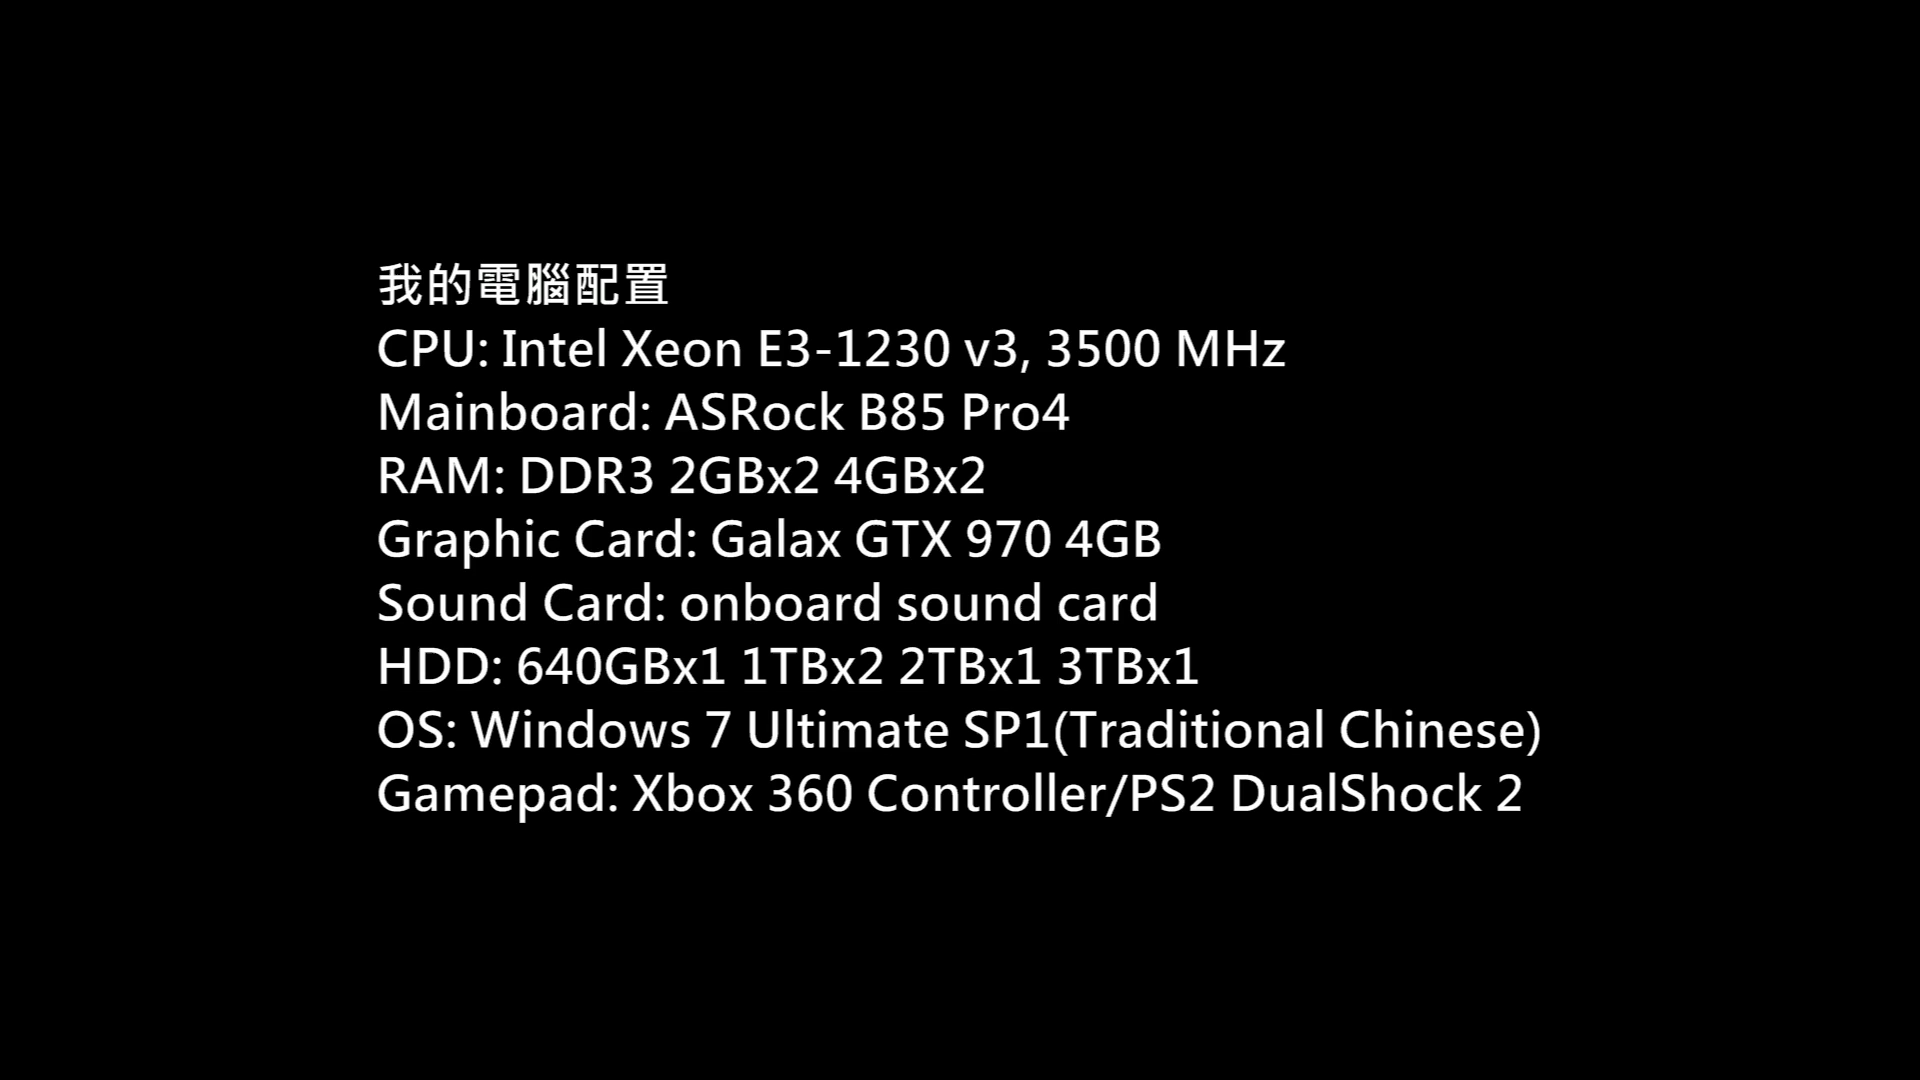 我的電腦配置
CPU: Intel Xeon E3-1230 v3, 3500 MHz
Mainboard: ASRock B85 Pro4
RAM: DDR3 2GBx2 4GBx2
Graphic Card: Galax GTX 970 4GB
Sound Card: onboard sound card
HDD: 640GBx1 1TBx2 2TBx1 3TBx1
OS: Windows 7 Ultimate SP1(Traditional Chinese)
Gamepad: Xbox 360 Controller/PS2 DualShock 2